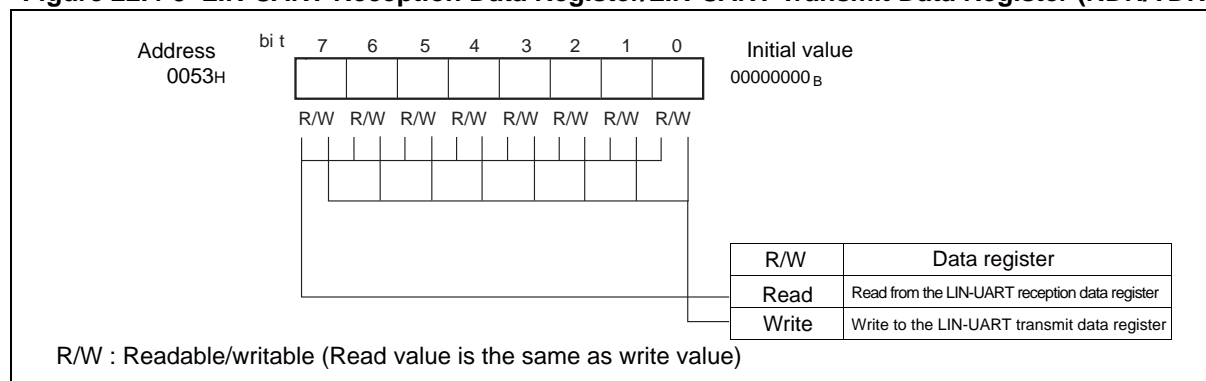 Address bit 7 6 5 4 3 2 1 0 Initial value
0053H 00000000B
R/W R/W R/W R/W R/W R/W R/W R/W
R/W Data register
Read Read from the LIN-UART reception data register
Write Write to the LIN-UART transmit data register
R/W : Readable/writable (Read value is the same as write value)